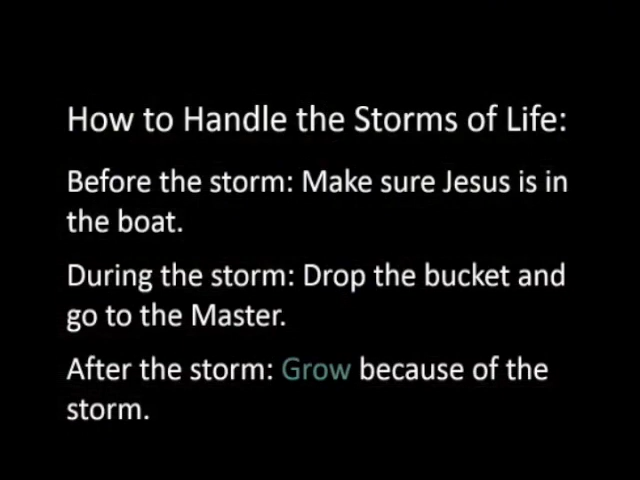 How to Handle the Storms of Life:
Before the storm: Make sure Jesus is in
the boat.
During the storm: Drop the bucket and
go to the Master.
After the storm: Grow because of the
storm.